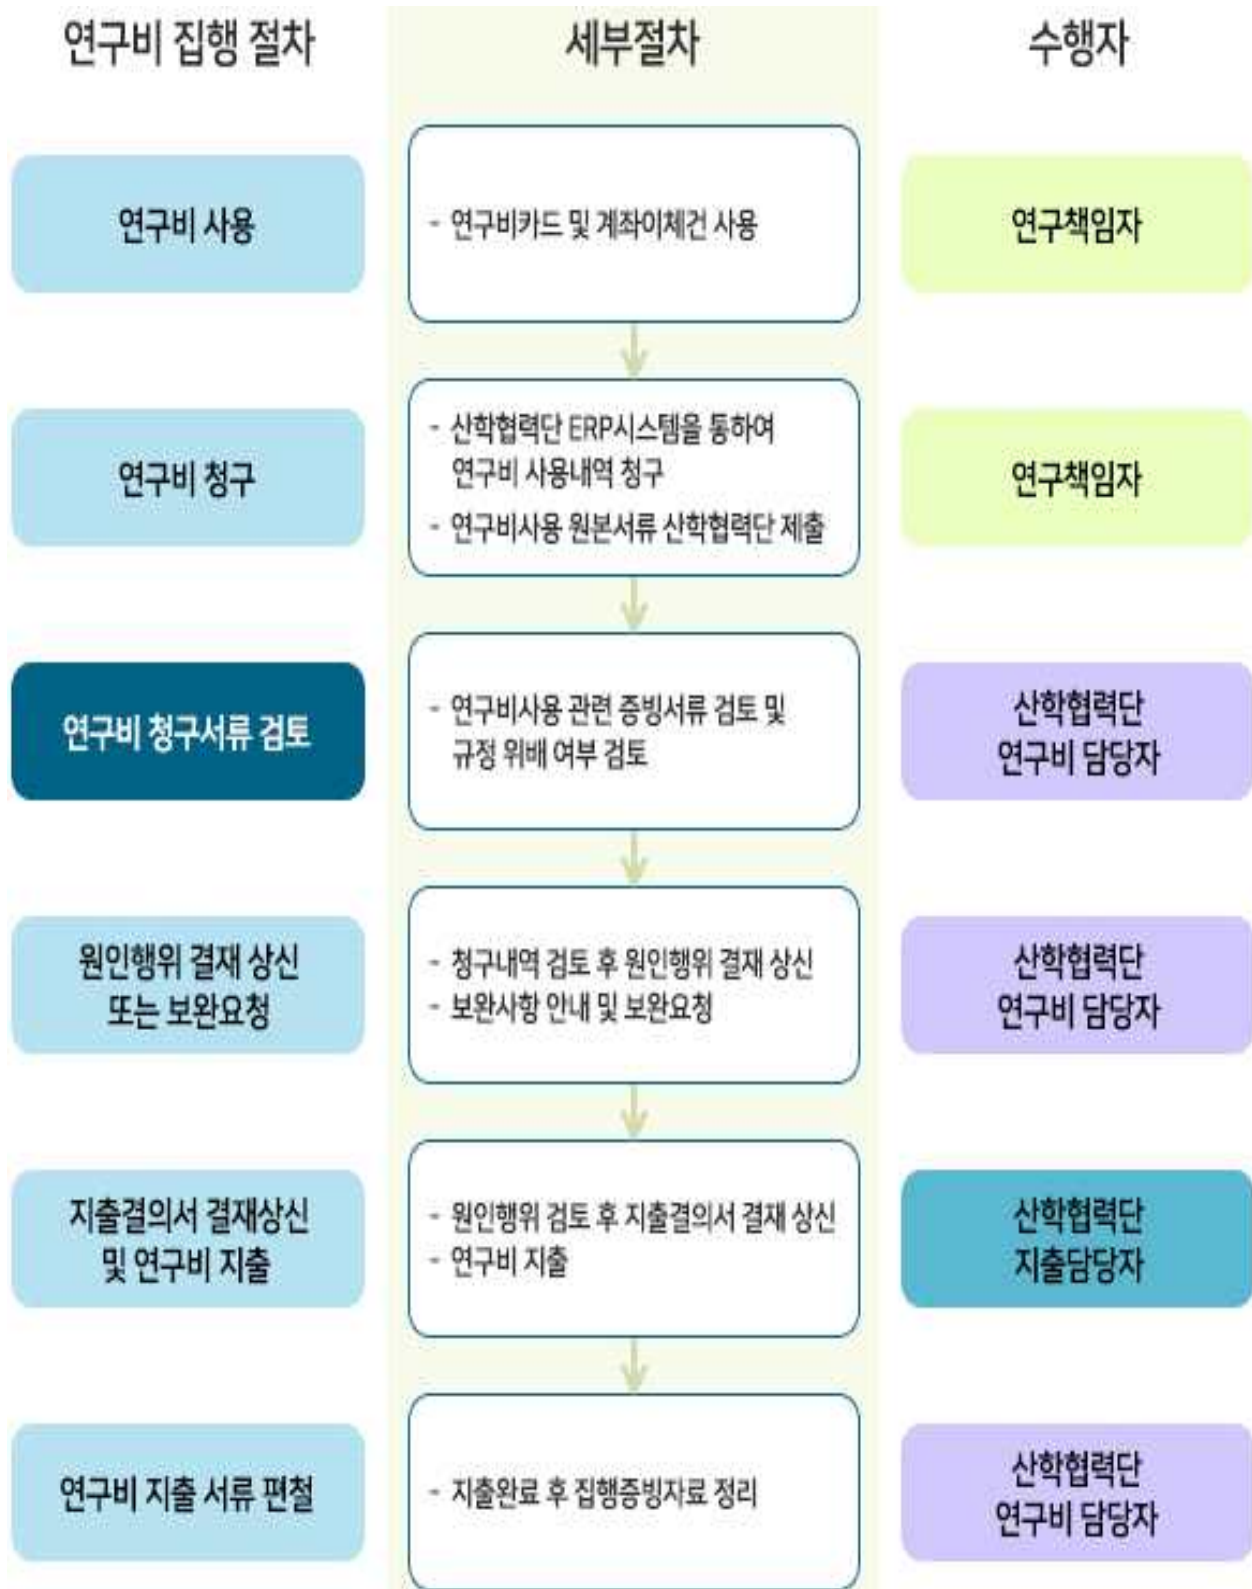 연구비 집행 절차
세부절차
수행자
연구비 사용
- 연구비카드 및 계좌이체건 사용
연구책임자
연구비 청구
- 산학협력단 ERP시스템을 통하여
연구비 사용내역 청구
- 연구비사용 원본서류 산학협력단 제출
연구책임자
연구비 청구서류 검토
- 연구비사용 관련 증빙서류 검토 및
규정 위배 여부 검토
산학협력단
연구비 담당자
원인행위 결재 상신
또는 보완요청
- 청구내역 검토 후 원인행위 결재 상신
- 보완사항 안내 및 보완요청
산학협력단
연구비 담당자
지출결의서 결재상신
및 연구비 지출
- 원인행위 검토 후 지출결의서 결재 상신
- 연구비 지출
산학협력단
지출담당자
연구비 지출 서류 편철
- 지출완료 후 집행증빙자료 정리
산학협력단
연구비 담당자